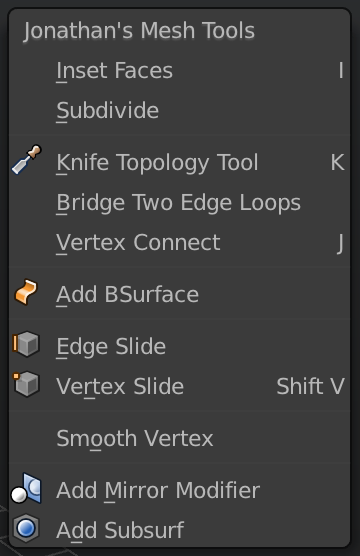 Jonathan's Mesh Tools
Inset Faces I
Subdivide
Knife Topology Tool K
Bridge Two Edge Loops
Vertex Connect J
Add BSurface
Edge Slide
Vertex Slide Shift V
Smooth Vertex
Add Mirror Modifier
Add Subsurf